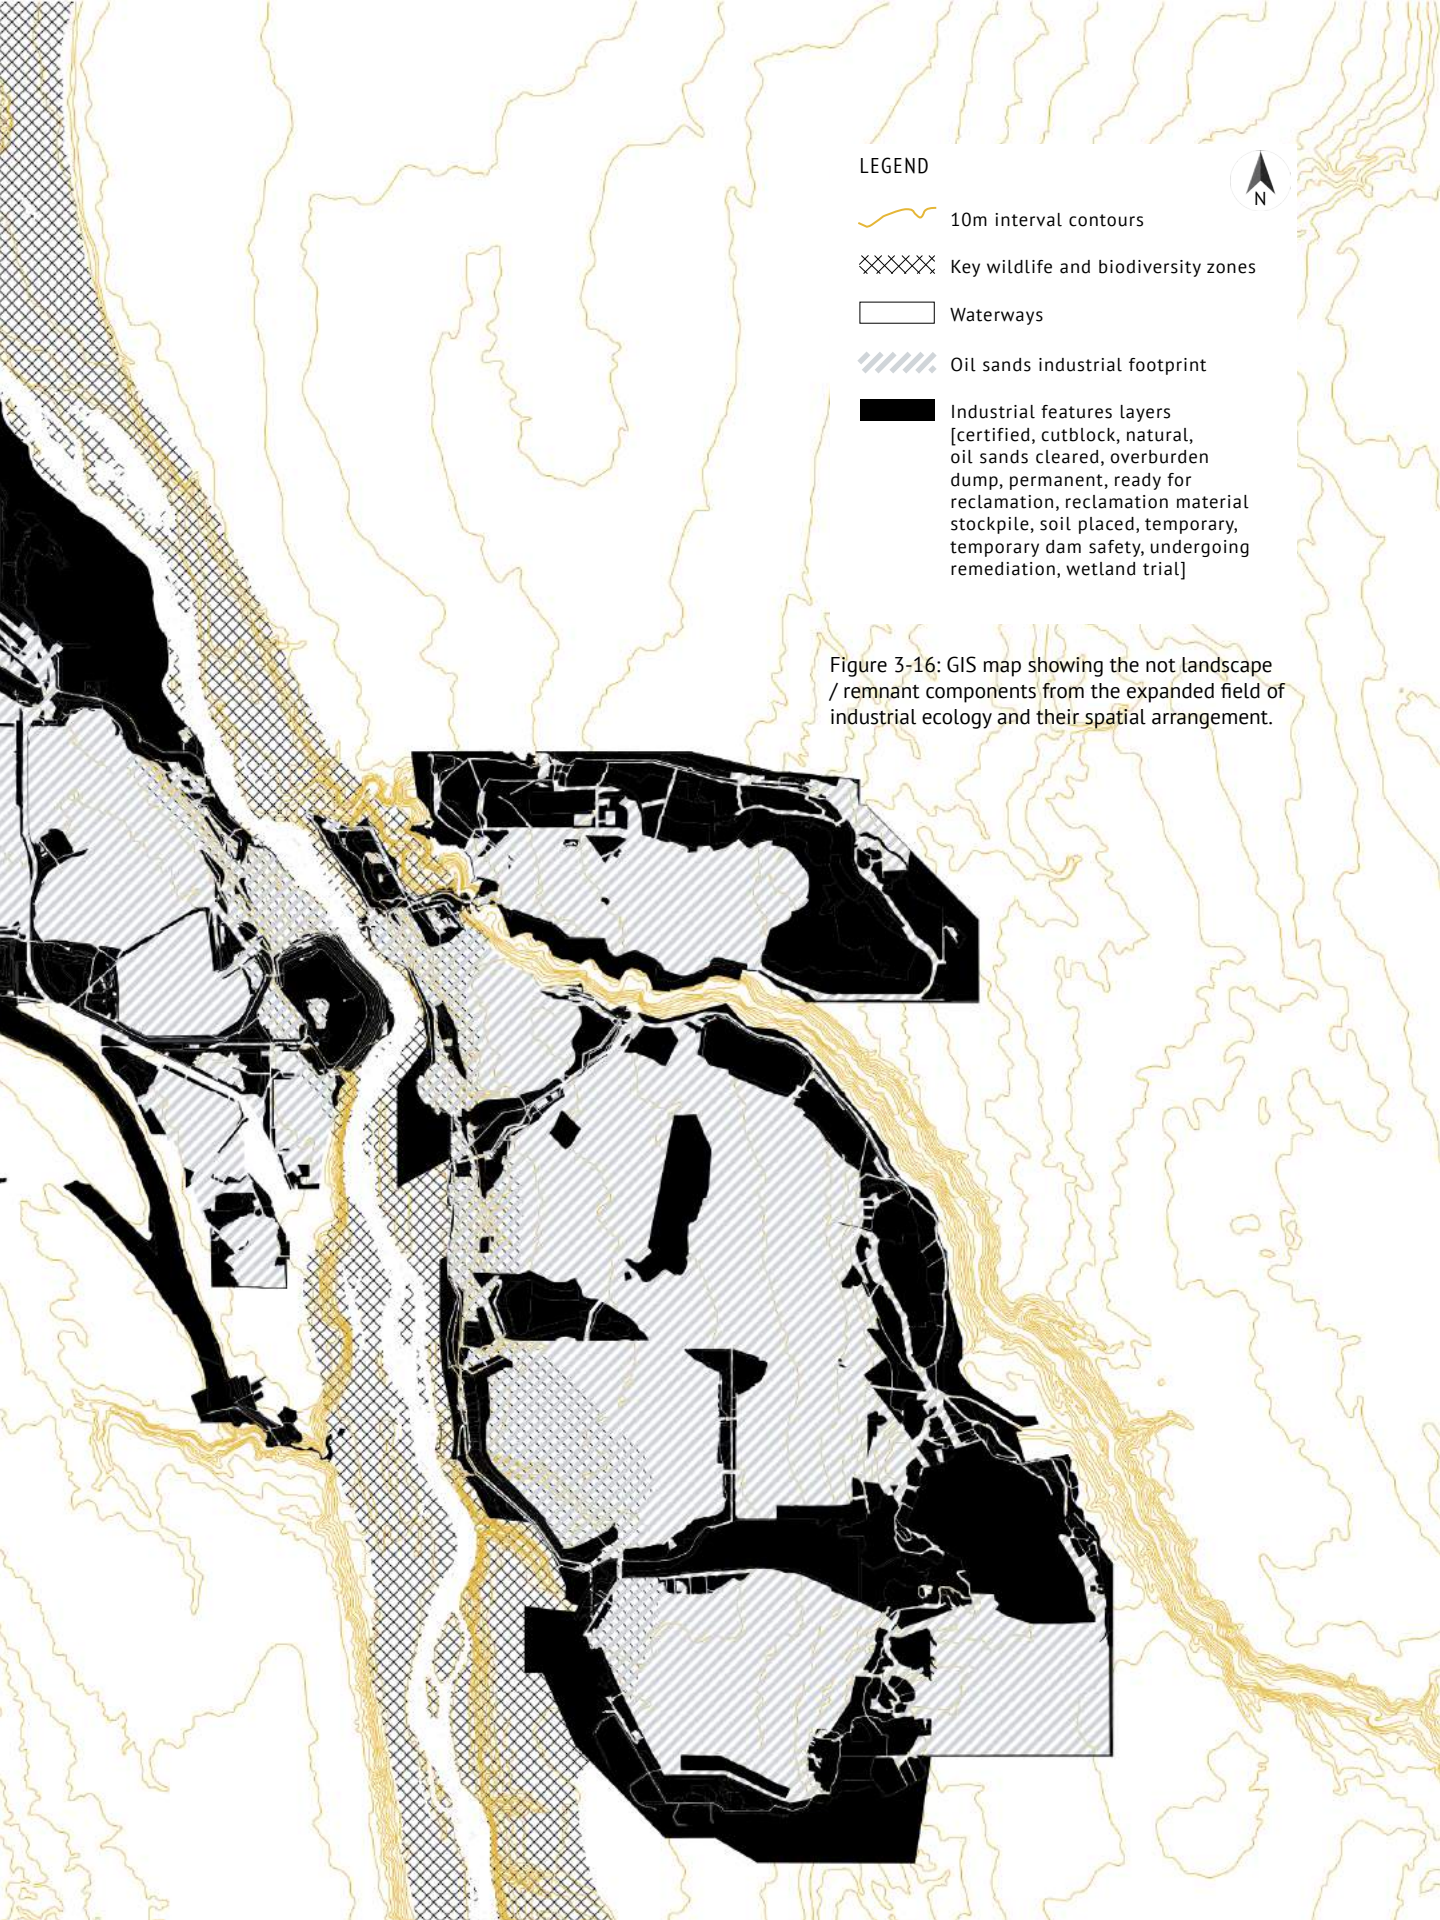 LEGEND
N
10m interval contours
Key wildlife and biodiversity zones
Waterways
Oil sands industrial footprint
Industrial features layers
[certified, cutblock, natural,
oil sands cleared, overburden
dump, permanent, ready for
reclamation, reclamation material
stockpile, soil placed, temporary,
temporary dam safety, undergoing
remediation, wetland trial]
Figure 3-16: GIS map showing the not landscape
/ remnant components from the expanded field of
industrial ecology and their spatial arrangement.